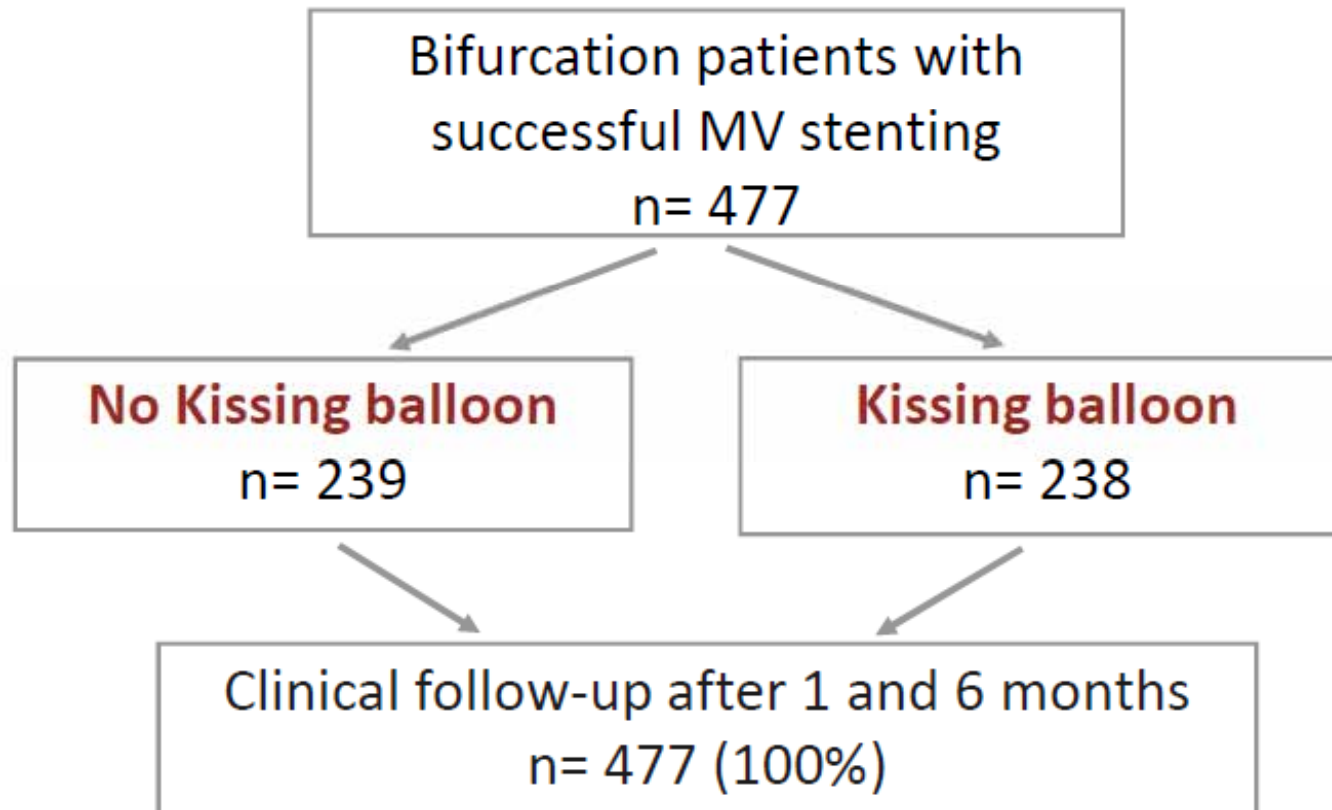 Bifurcation patients with
successful MV stenting
n= 477
No Kissing balloon
n= 239
Kissing balloon
n= 238
Clinical follow-up after 1 and 6 months
n= 477 (100%)